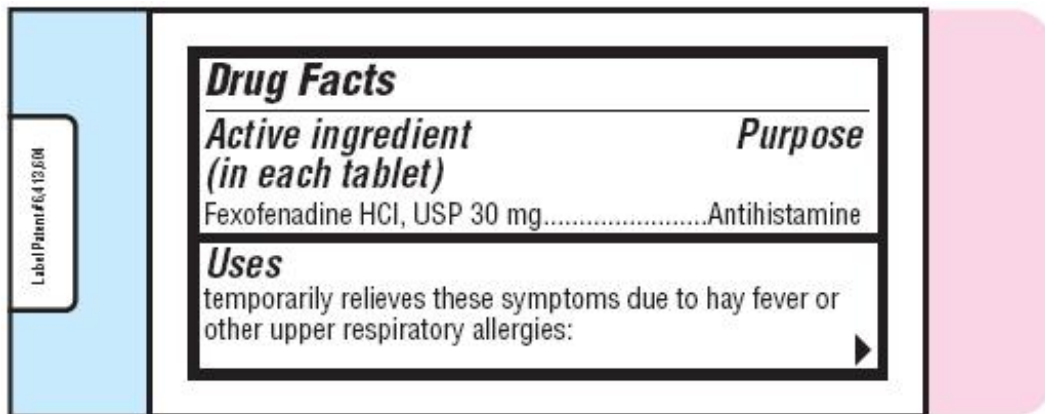 Label Patent #6,413,604
Drug Facts
Active ingredient Purpose
(in each tablet)
Fexofenadine HCl, USP 30 mg.......................Antihistamine
Uses
temporarily relieves these symptoms due to hay fever or
other upper respiratory allergies: